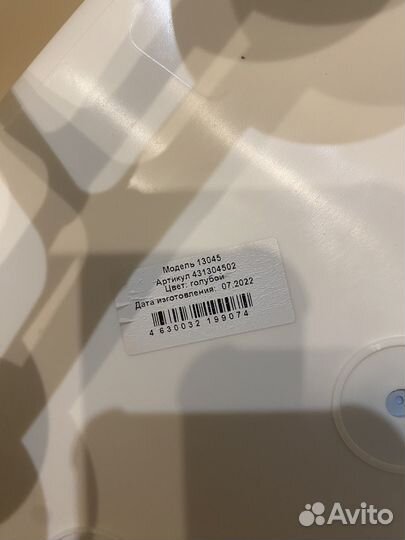 Модель 13045
Артикул 431304502
Цвет: голубой
Дата изготовления: 07.2022
4 630032 199074
Avito